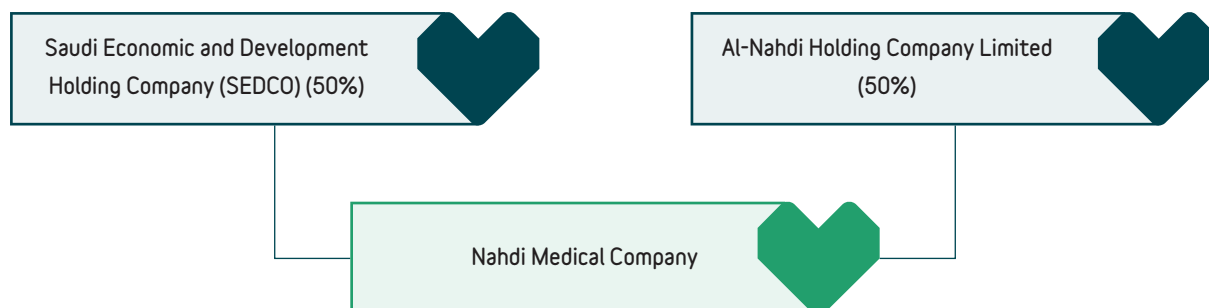 Saudi Economic and Development
Holding Company (SEDCO) (50%)
Al-Nahdi Holding Company Limited
(50%)
Nahdi Medical Company